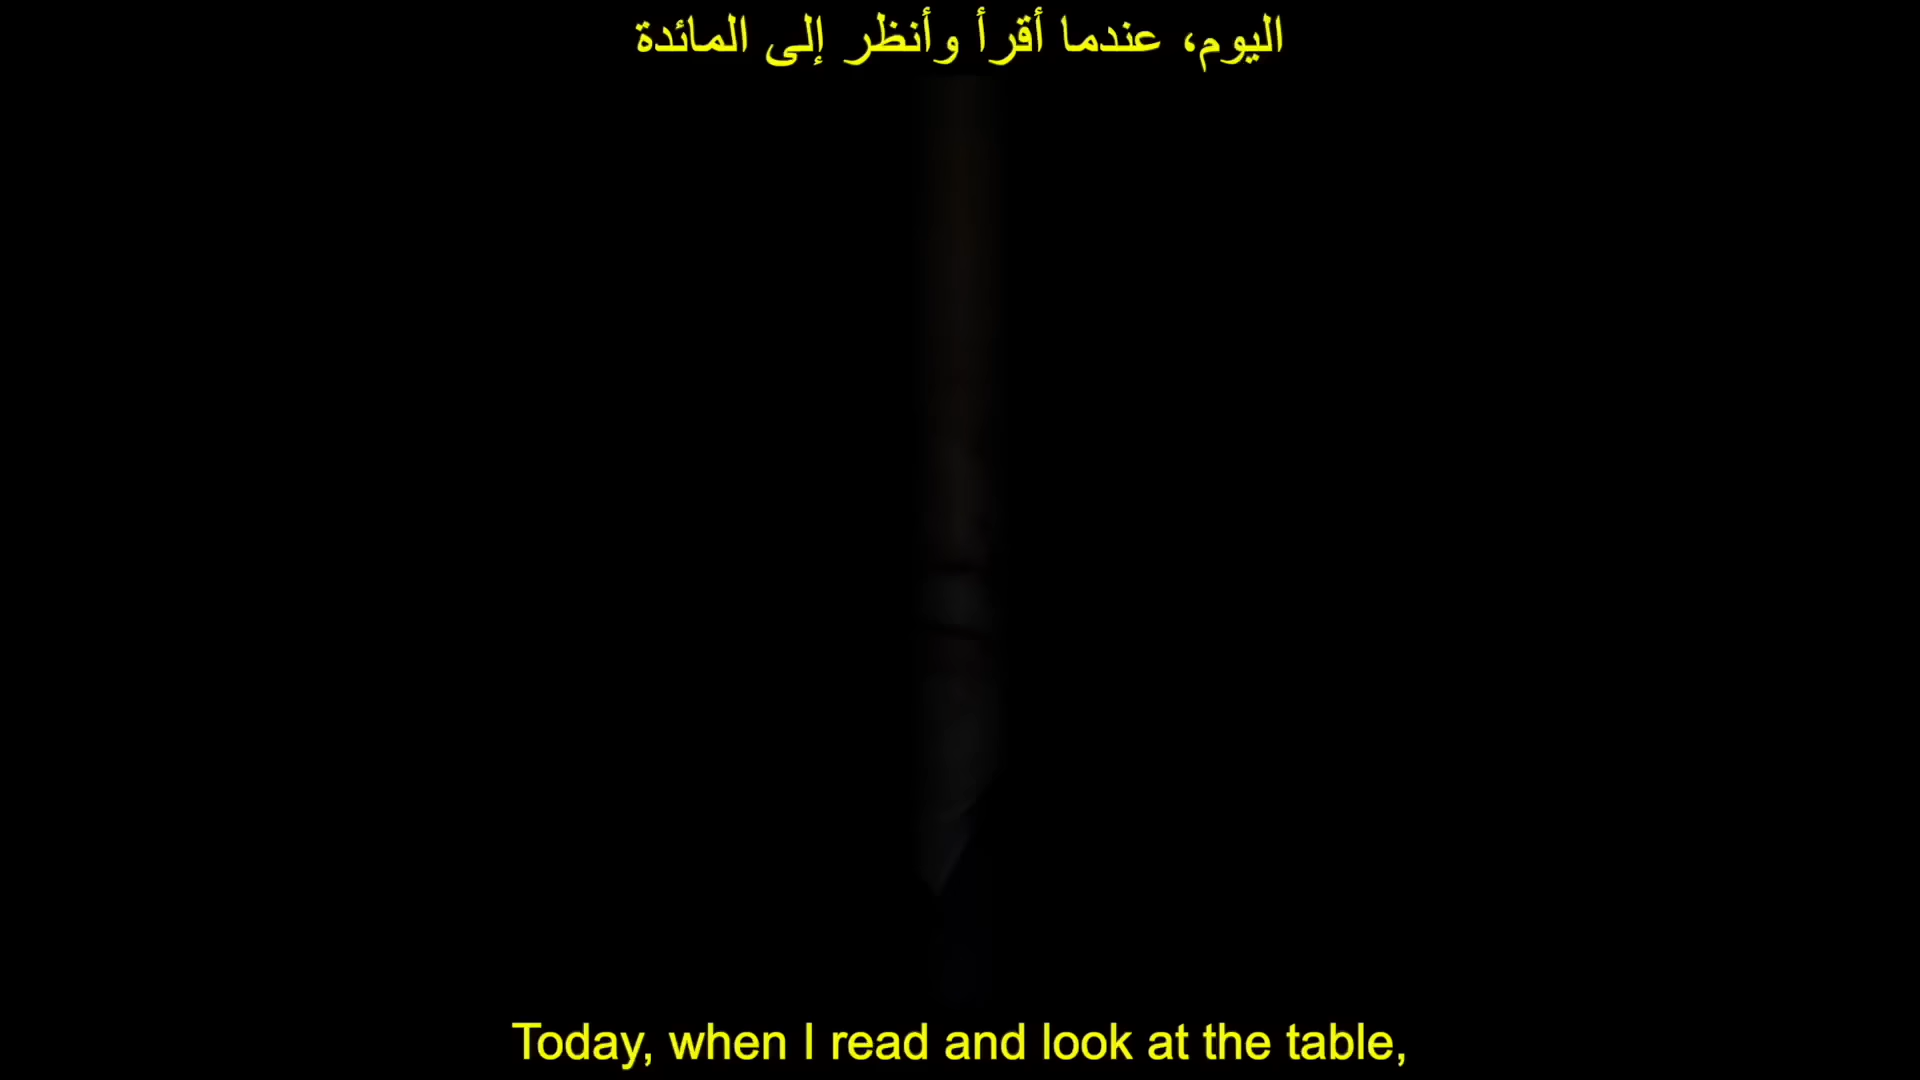 اليوم، عندما أقرأ وأنظر إلى المائدة
Today, when I read and look at the table,